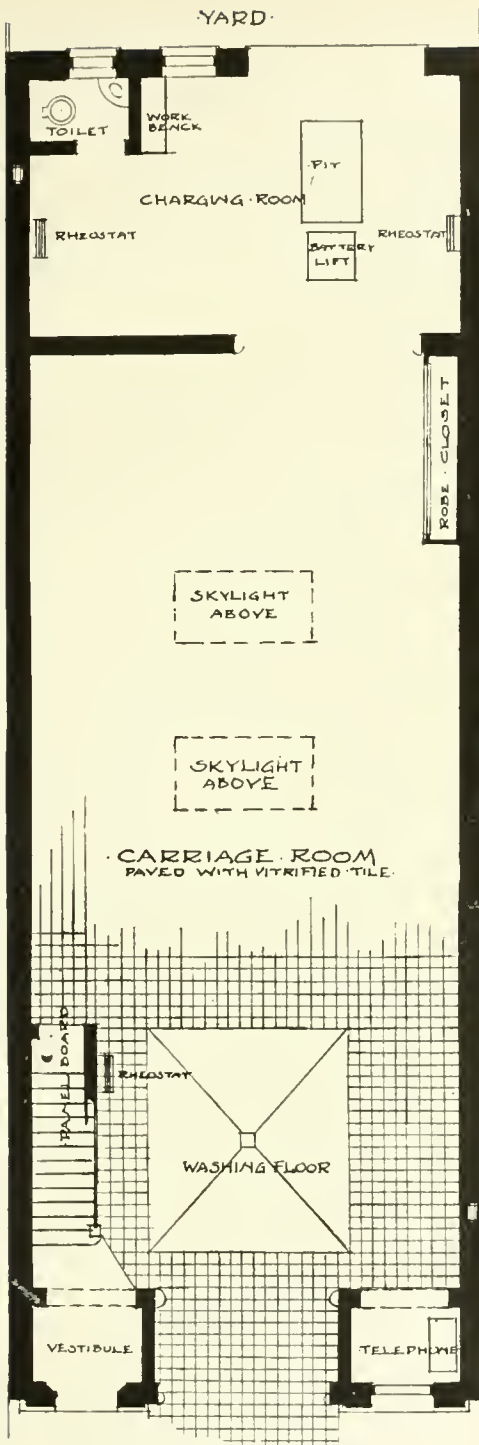 ·YARD·
TOILET
WORK
BENCK
PIT
CHARGING·ROOM
RHEOSTAT
RHEOSTAT
BATTERY
LIFT
ROBE·CLOSET
SKYLIGHT
ABOVE
SKYLIGHT
ABOVE
·CARRIAGE·ROOM
PAVED WITH VITRIFIED·TILE·
PANEL BOARD
RHEOSTAT
WASHING FLOOR
VESTIBULE
TELEPHONE